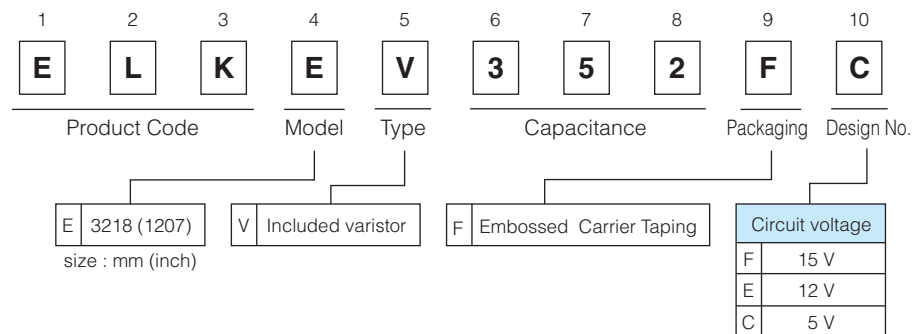 1 2 3 4 5 6 7 8 9 10
E L K E V 3 5 2 F C
Product Code Model Type Capacitance Packaging Design No.
E 3218 (1207) V Included varistor F Embossed Carrier Taping Circuit voltage
size : mm (inch) F 15 V
E 12 V
C 5 V